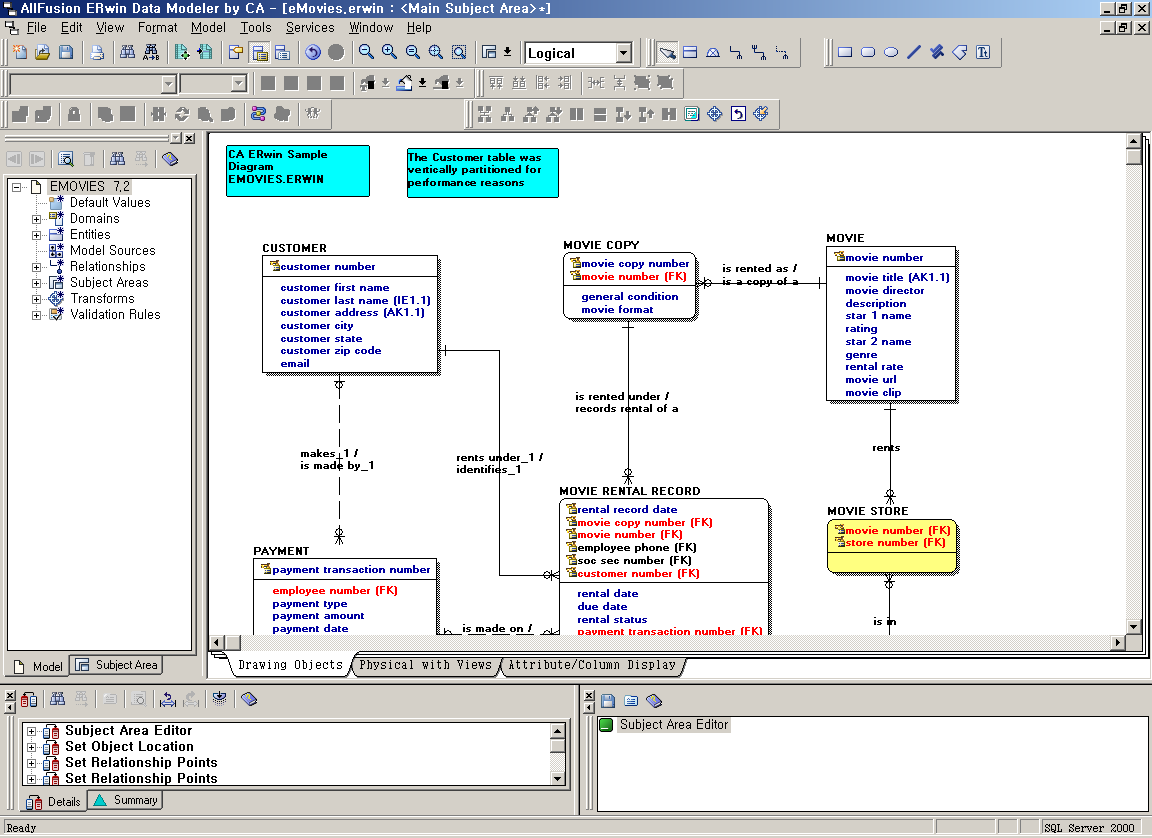 AllFusion ERwin Data Modeler by CA - [eMovies.erwin : <Main Subject Area>*]
File Edit View Format Model Tools Services Window Help
Logical
EMOVIES 7.2
Default Values
Domains
Entities
Model Sources
Relationships
Subject Areas
Transforms
Validation Rules
Model
Subject Area
CA ERwin Sample
Diagram
EMOVIES.ERWIN
The Customer table was
vertically partitioned for
performance reasons
CUSTOMER
customer number
customer first name
customer last name (IE1.1)
customer address (AK1.1)
customer city
customer state
customer zip code
email
MOVIE COPY
movie copy number
movie number (FK)
general condition
movie format
is rented as /
is a copy of a
MOVIE
movie number
movie title (AK1.1)
movie director
description
star 1 name
rating
star 2 name
genre
rental rate
movie url
movie clip
is rented under /
records rental of a
makes_1 /
is made by_1
rents under_1 /
identifies_1
rents
PAYMENT
payment transaction number
employee number (FK)
payment type
payment amount
payment date
is made on /
MOVIE RENTAL RECORD
rental record date
movie copy number (FK)
movie number (FK)
employee phone (FK)
soc sec number (FK)
customer number (FK)
rental date
due date
rental status
payment transaction number (FK)
MOVIE STORE
movie number (FK)
store number (FK)
is in
Drawing Objects
Physical with Views
Attribute/Column Display
Subject Area Editor
Set Object Location
Set Relationship Points
Set Relationship Points
Details
Summary
Subject Area Editor
Ready
SQL Server 2000